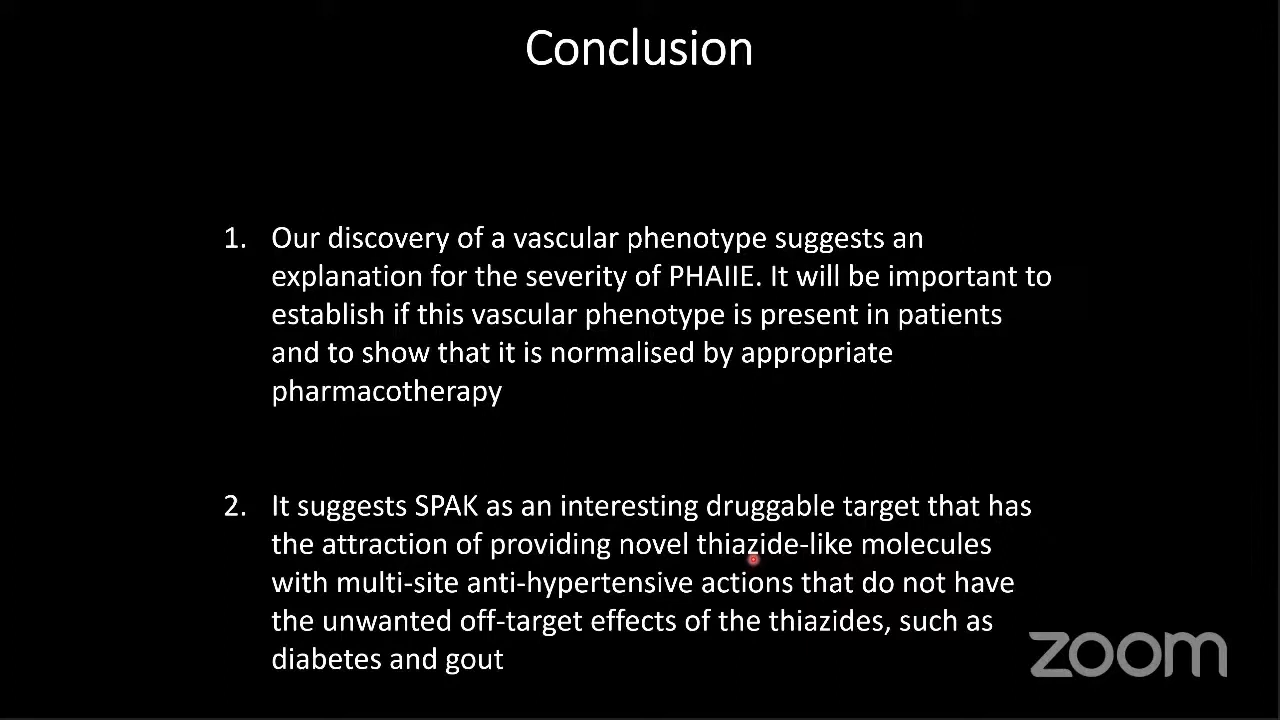 Conclusion
1. Our discovery of a vascular phenotype suggests an
explanation for the severity of PHAIIE. It will be important to
establish if this vascular phenotype is present in patients
and to show that it is normalised by appropriate
pharmacotherapy
2. It suggests SPAK as an interesting druggable target that has
the attraction of providing novel thiazide-like molecules
with multi-site anti-hypertensive actions that do not have
the unwanted off-target effects of the thiazides, such as
diabetes and gout
zoom